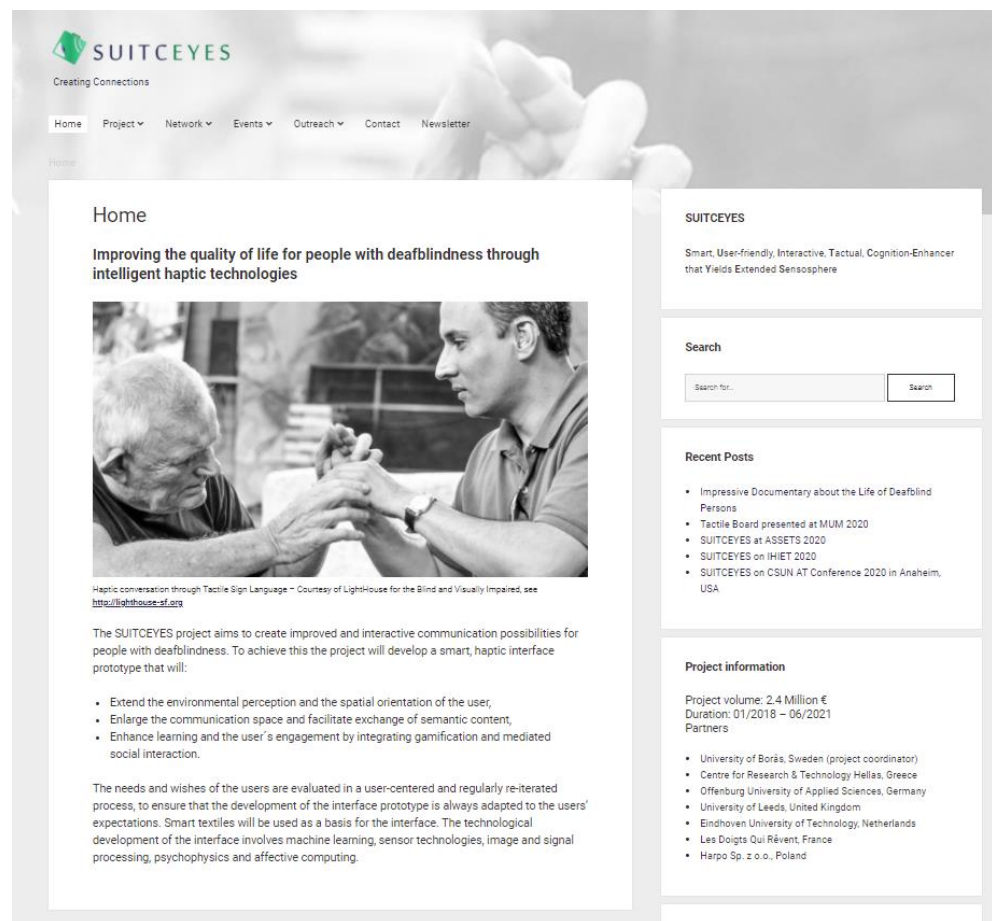 SUITCEYES
Creating Connections
Home
Project
Network
Events
Outreach
Contact
Newsletter
Home
Home
Improving the quality of life for people with deafblindness through
intelligent haptic technologies
Haptic conversation through Tactile Sign Language – Courtesy of LightHouse for the Blind and Visually Impaired, see
http://lighthouse-sf.org
The SUITCEYES project aims to create improved and interactive communication possibilities for
people with deafblindness. To achieve this the project will develop a smart, haptic interface
prototype that will:
• Extend the environmental perception and the spatial orientation of the user,
• Enlarge the communication space and facilitate exchange of semantic content,
• Enhance learning and the user´s engagement by integrating gamification and mediated
social interaction.
The needs and wishes of the users are evaluated in a user-centered and regularly re-iterated
process, to ensure that the development of the interface prototype is always adapted to the users’
expectations. Smart textiles will be used as a basis for the interface. The technological
development of the interface involves machine learning, sensor technologies, image and signal
processing, psychophysics and affective computing.
SUITCEYES
Smart, User-friendly, Interactive, Tactual, Cognition-Enhancer
that Yields Extended Sensosphere
Search
Search for...
Search
Recent Posts
• Impressive Documentary about the Life of Deafblind
Persons
• Tactile Board presented at MUM 2020
• SUITCEYES at ASSETS 2020
• SUITCEYES on IHIET 2020
• SUITCEYES on CSUN AT Conference 2020 in Anaheim,
USA
Project information
Project volume: 2.4 Million €
Duration: 01/2018 – 06/2021
Partners
• University of Borås, Sweden (project coordinator)
• Centre for Research & Technology Hellas, Greece
• Offenburg University of Applied Sciences, Germany
• University of Leeds, United Kingdom
• Eindhoven University of Technology, Netherlands
• Les Doigts Qui Rêvent, France
• Harpo Sp. z o.o., Poland